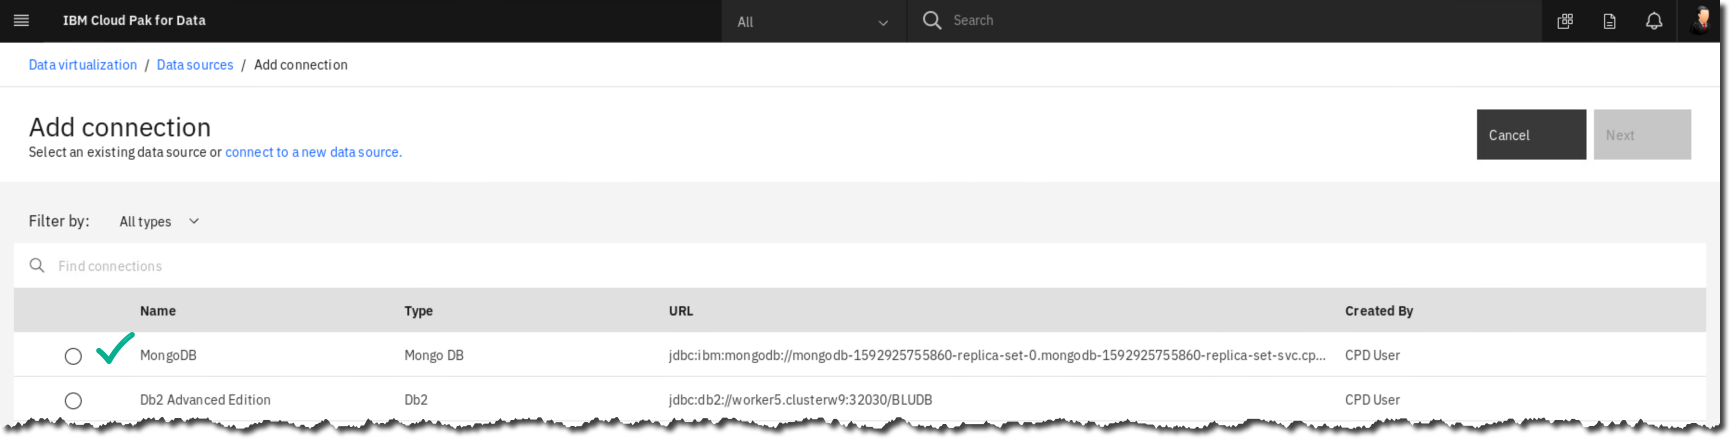 IBM Cloud Pak for Data All Search
Data virtualization / Data sources / Add connection
Add connection
Select an existing data source or connect to a new data source.
Cancel Next
Filter by: All types
Find connections
Name Type URL Created By
MongoDB Mongo DB jdbc:ibm:mongodb://mongodb-1592925755860-replica-set-0.mongodb-1592925755860-replica-set-svc.cp... CPD User
Db2 Advanced Edition Db2 jdbc:db2://worker5.clusterw9:32030/BLUDB CPD User